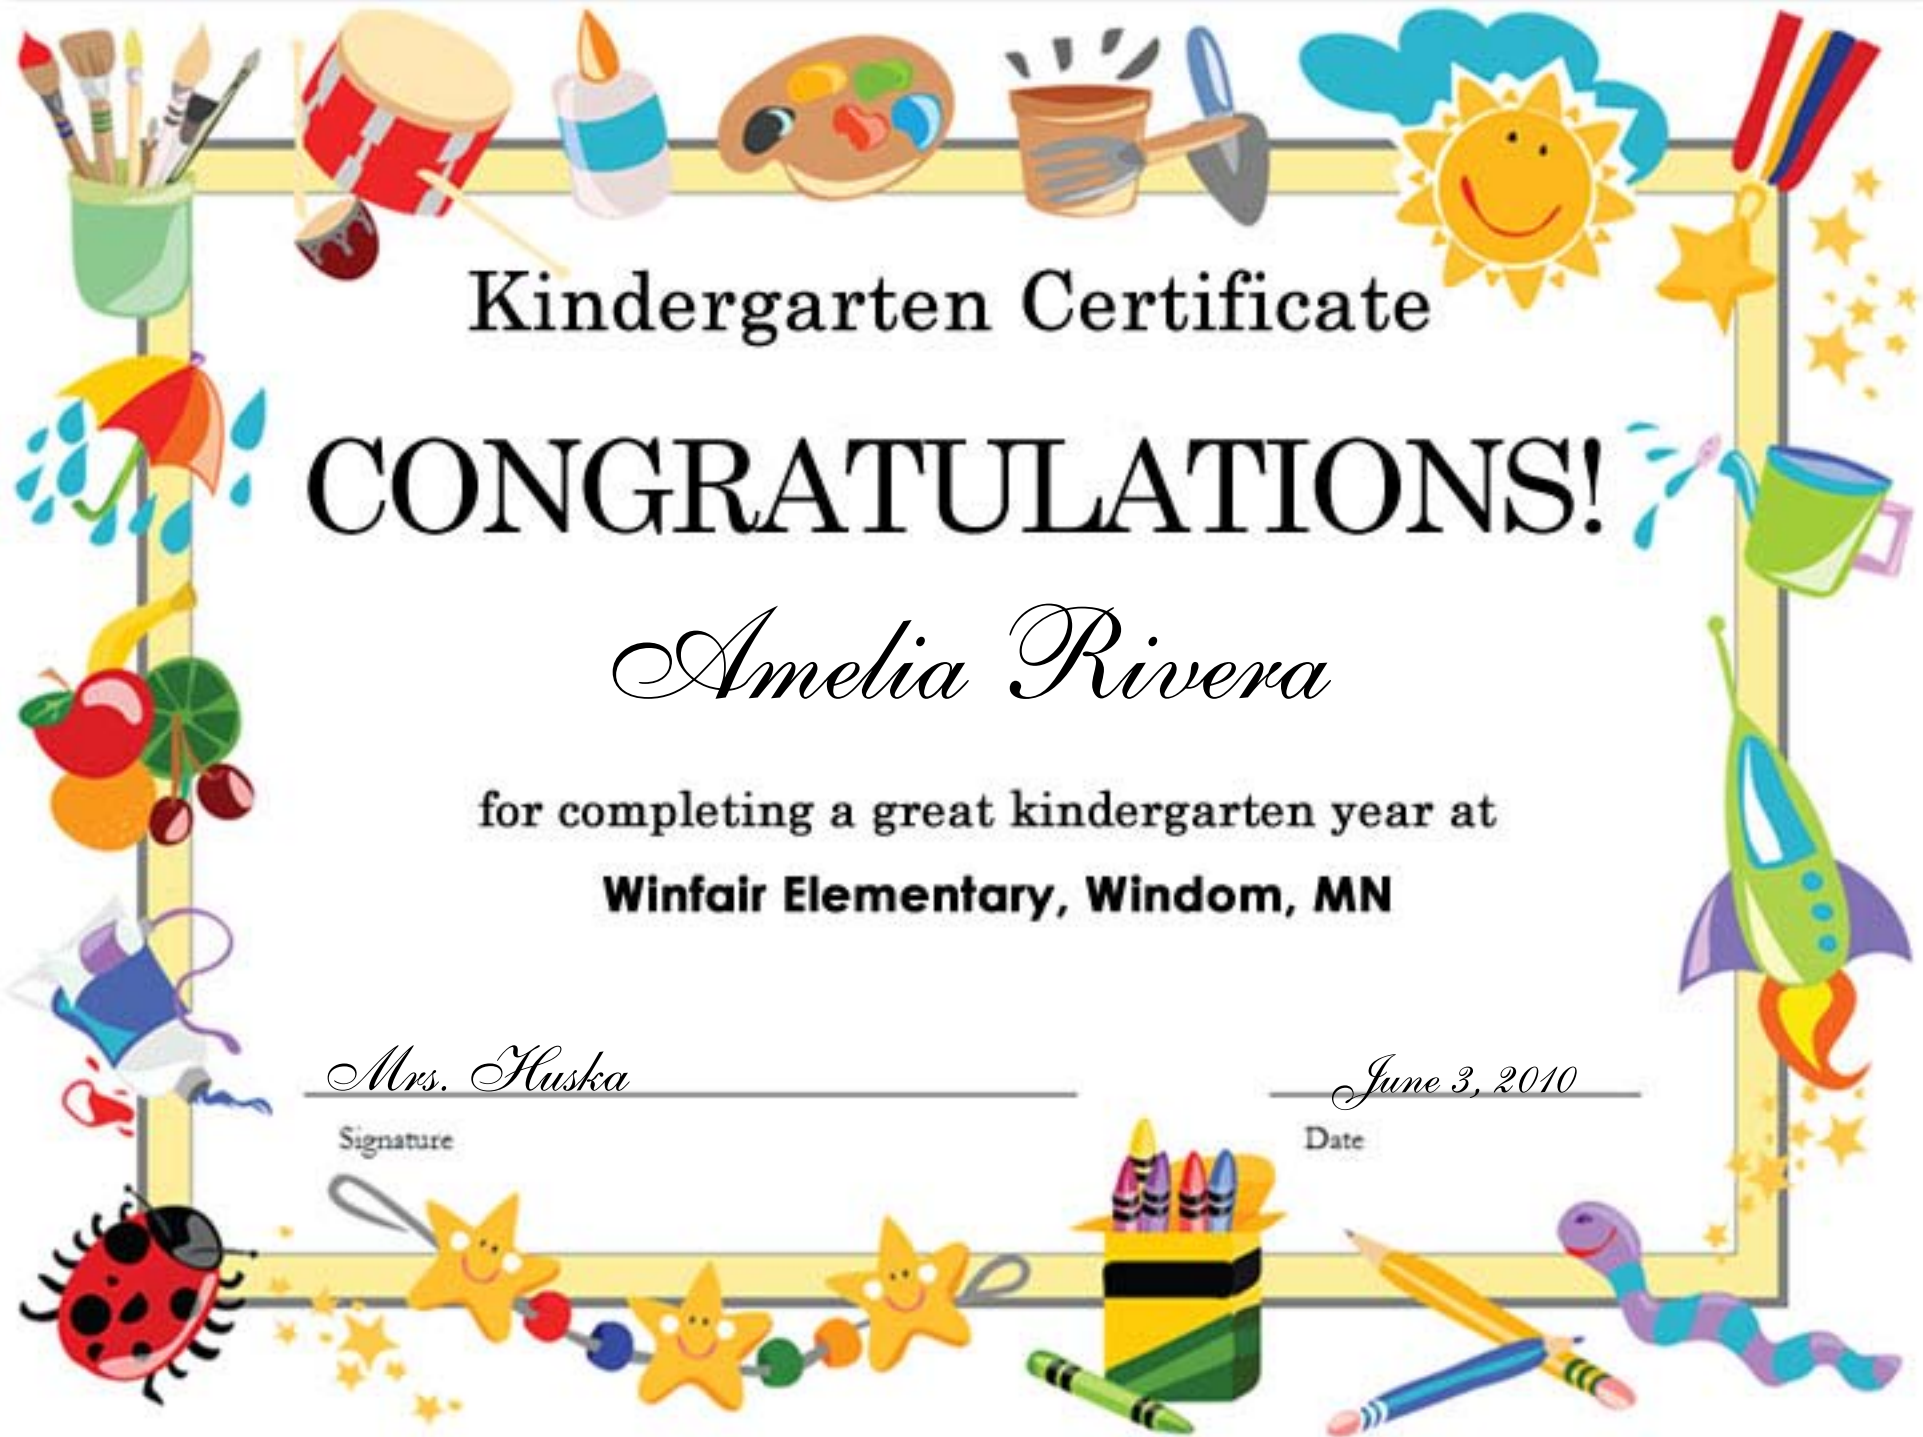 Kindergarten Certificate
CONGRATULATIONS!
Amelia Rivera
for completing a great kindergarten year at
Winfair Elementary, Windom, MN
Mrs. Huska June 3, 2010
Signature Date